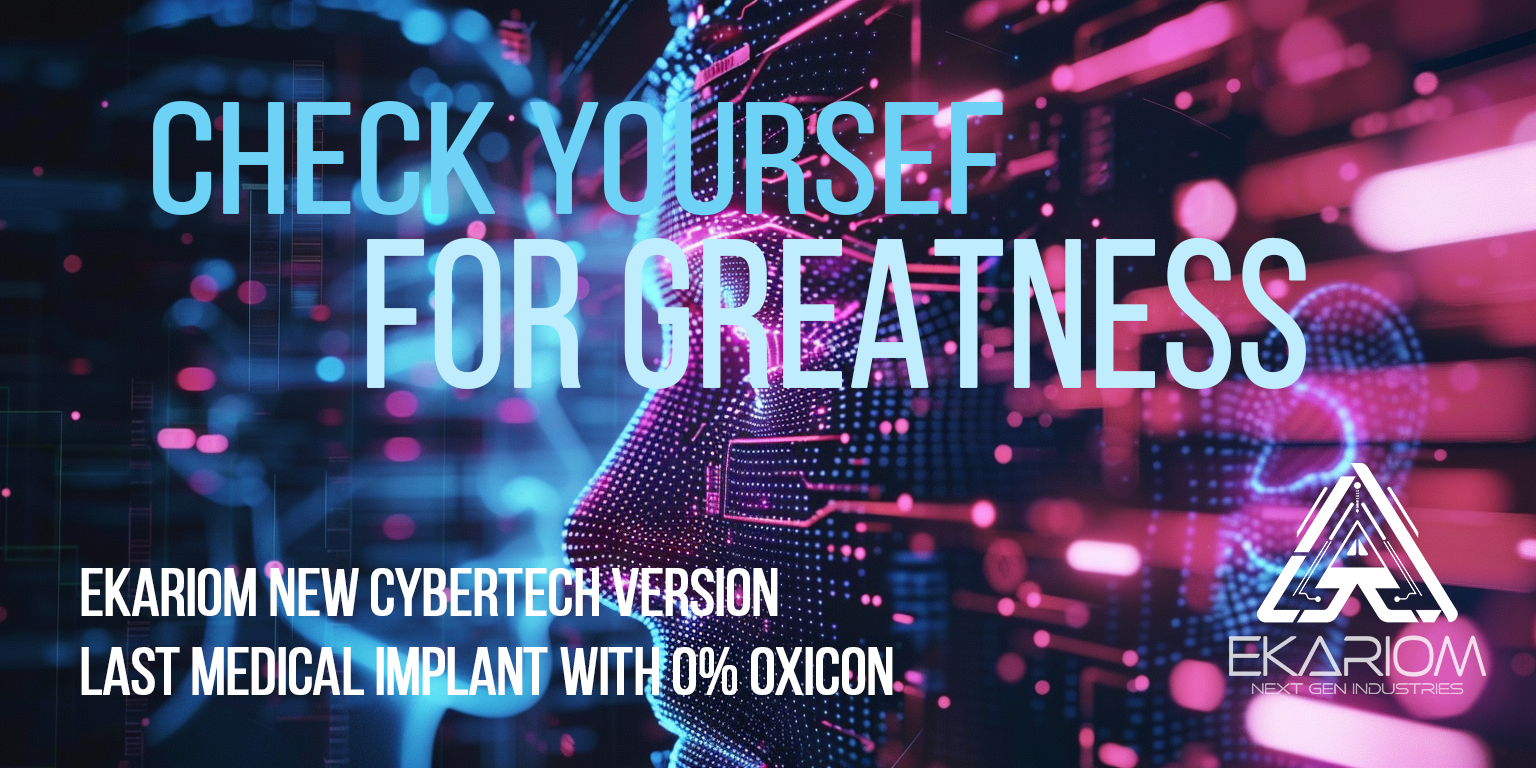 CHECK YOURSEF
FOR GREATNESS
EKARIOM NEW CYBERTECH VERSION
LAST MEDICAL IMPLANT WITH 0% OXICON
EKARIOM
NEXT GEN INDUSTRIES